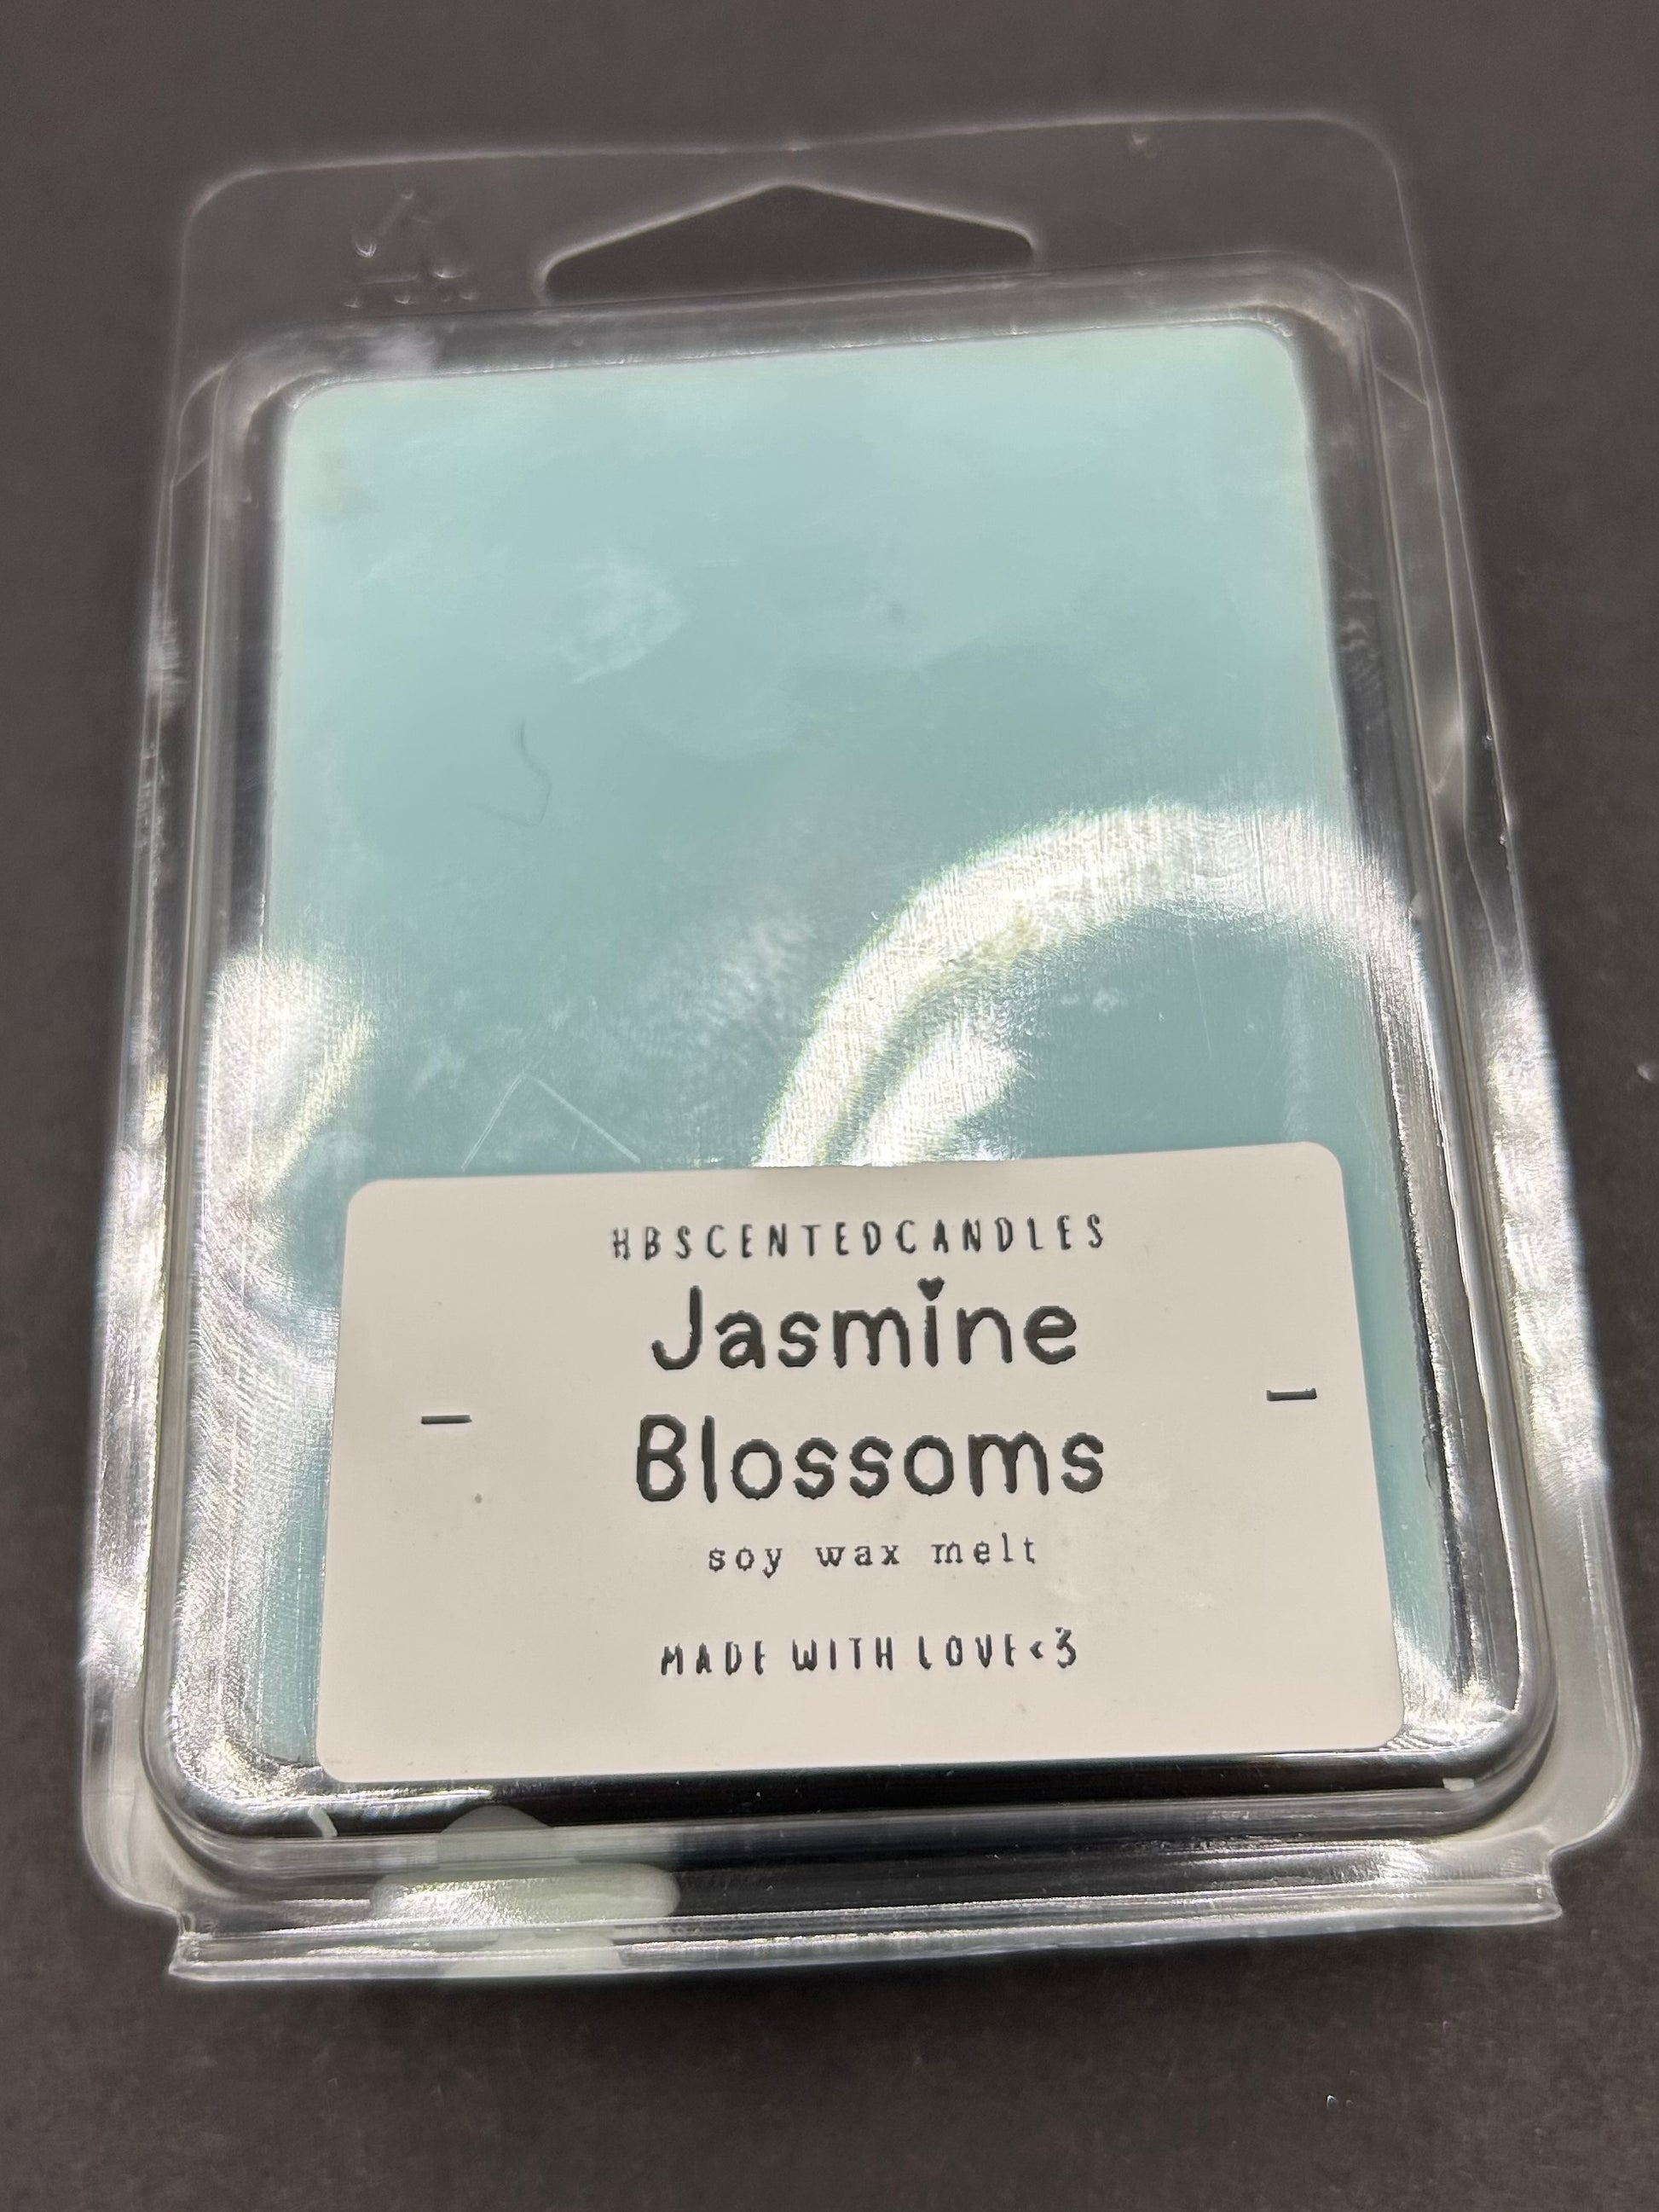 HBSCENTEDCANDLES
Jasmine
Blossoms
soy wax melt
MADE WITH LOVE<3